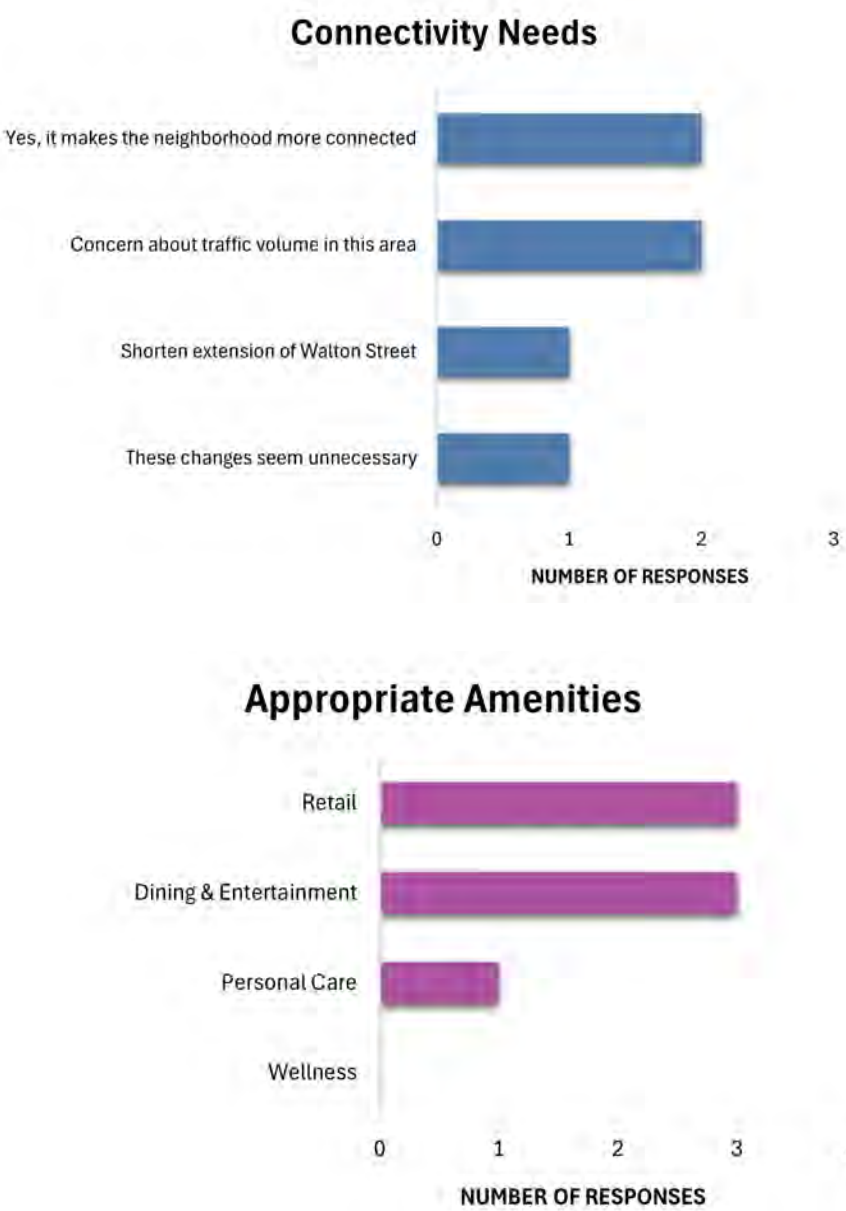 Connectivity Needs
Yes, it makes the neighborhood more connected
Concern about traffic volume in this area
Shorten extension of Walton Street
These changes seem unnecessary
0 1 2 3
NUMBER OF RESPONSES
Appropriate Amenities
Retail
Dining & Entertainment
Personal Care
Wellness
0 1 2 3
NUMBER OF RESPONSES